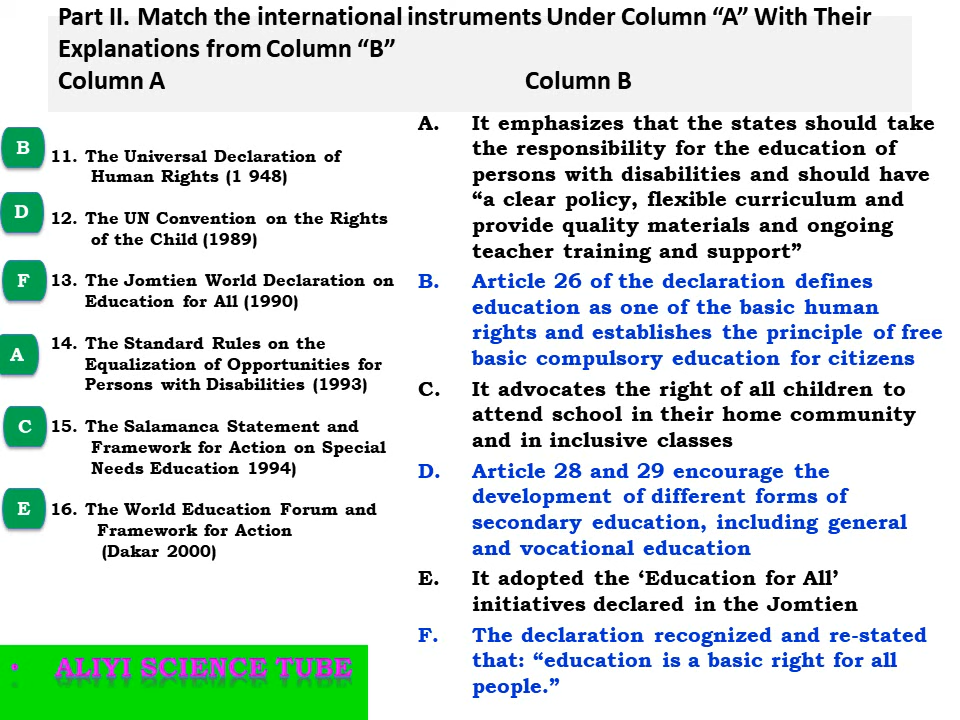 Part II. Match the international instruments Under Column “A” With Their
Explanations from Column “B”
Column A
Column B
B
11. The Universal Declaration of
Human Rights (1 948)
D
12. The UN Convention on the Rights
of the Child (1989)
F
13. The Jomtien World Declaration on
Education for All (1990)
A
14. The Standard Rules on the
Equalization of Opportunities for
Persons with Disabilities (1993)
C
15. The Salamanca Statement and
Framework for Action on Special
Needs Education 1994)
E
16. The World Education Forum and
Framework for Action
(Dakar 2000)
A. It emphasizes that the states should take
the responsibility for the education of
persons with disabilities and should have
“a clear policy, flexible curriculum and
provide quality materials and ongoing
teacher training and support”
B. Article 26 of the declaration defines
education as one of the basic human
rights and establishes the principle of free
basic compulsory education for citizens
C. It advocates the right of all children to
attend school in their home community
and in inclusive classes
D. Article 28 and 29 encourage the
development of different forms of
secondary education, including general
and vocational education
E. It adopted the ‘Education for All’
initiatives declared in the Jomtien
F. The declaration recognized and re-stated
that: “education is a basic right for all
people.”
• ALIYI SCIENCE TUBE